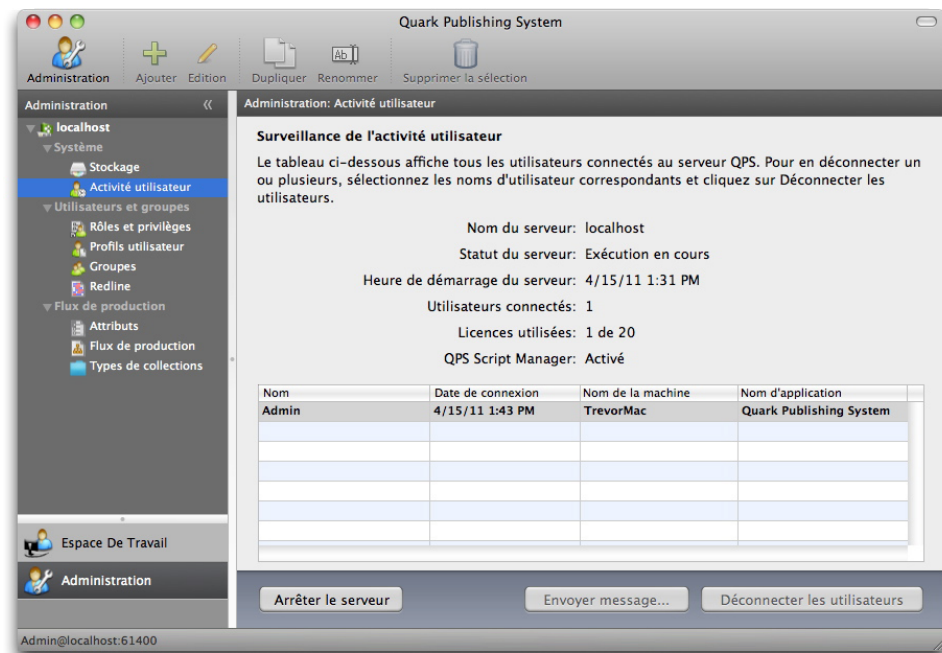 Quark Publishing System
Administration
Ajouter
Edition
Dupliquer
Renommer
Supprimer la sélection
Administration
Administration: Activité utilisateur
localhost
Système
Stockage
Activité utilisateur
Utilisateurs et groupes
Rôles et privilèges
Profils utilisateur
Groupes
Redline
Flux de production
Attributs
Flux de production
Types de collections
Surveillance de l'activité utilisateur
Le tableau ci-dessous affiche tous les utilisateurs connectés au serveur QPS. Pour en déconnecter un
ou plusieurs, sélectionnez les noms d'utilisateur correspondants et cliquez sur Déconnecter les
utilisateurs.
Nom du serveur: localhost
Statut du serveur: Exécution en cours
Heure de démarrage du serveur: 4/15/11 1:31 PM
Utilisateurs connectés: 1
Licences utilisées: 1 de 20
QPS Script Manager: Activé
Nom Date de connexion Nom de la machine Nom d'application
Admin 4/15/11 1:43 PM TrevorMac Quark Publishing System
Espace De Travail
Administration
Arrêter le serveur
Envoyer message...
Déconnecter les utilisateurs
Admin@localhost:61400